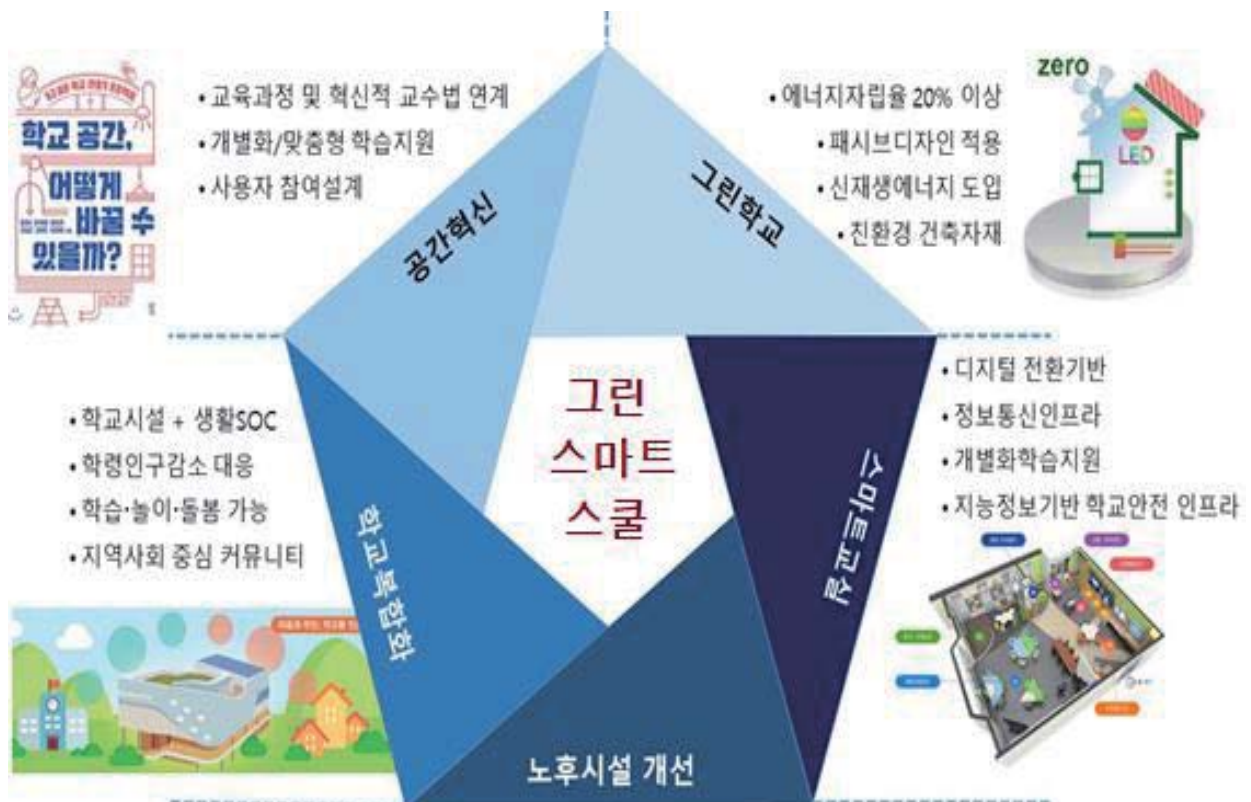 학교 공간,
어떻게
바꿀 수
있을까?
• 교육과정 및 혁신적 교수법 연계
• 개별화/맞춤형 학습지원
• 사용자 참여설계
공간혁신
그린학교
• 에너지자립율 20% 이상
• 패시브디자인 적용
• 신재생에너지 도입
• 친환경 건축자재
zero
LED
• 학교시설 + 생활SOC
• 학령인구감소 대응
• 학습·놀이·돌봄 가능
• 지역사회 중심 커뮤니티
학교복합화
그린
스마트
스쿨
스마트교실
• 디지털 전환기반
• 정보통신인프라
• 개별화학습지원
• 지능정보기반 학교안전 인프라
노후시설 개선